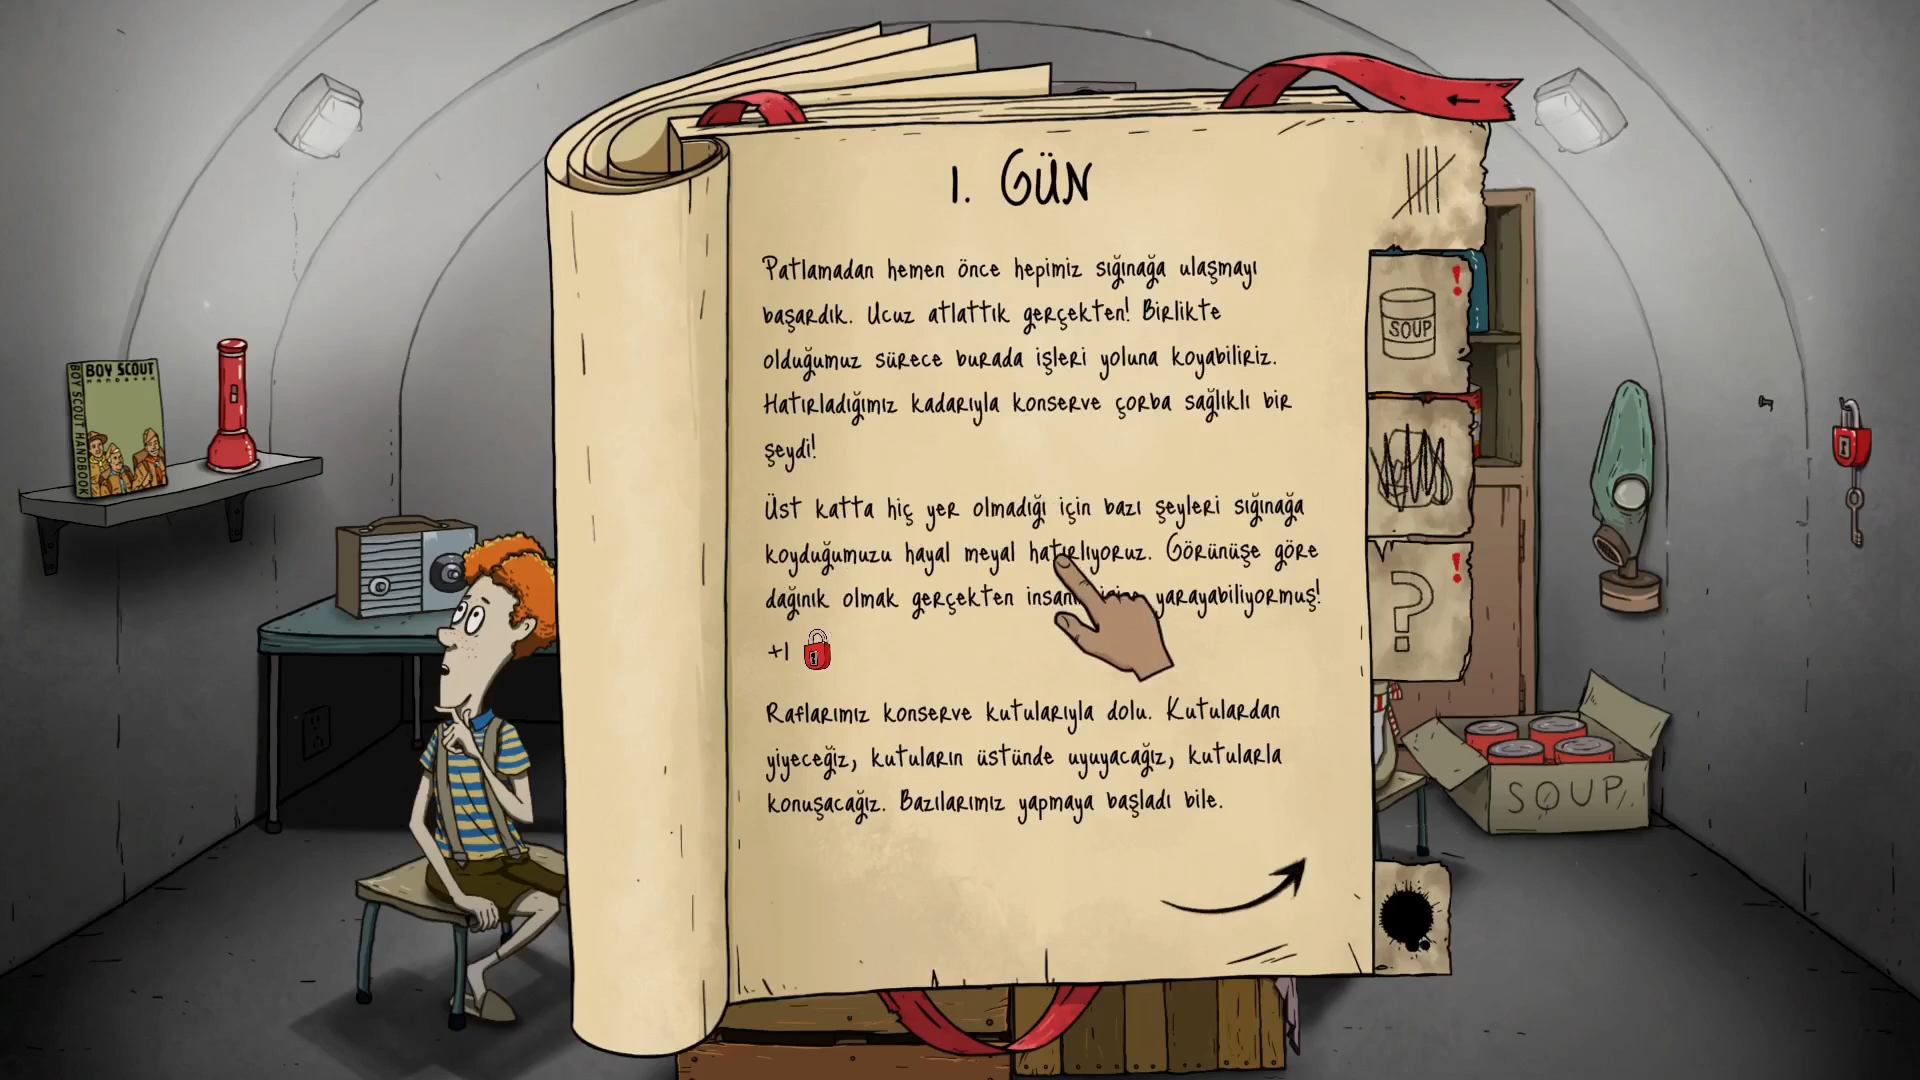 1. GÜN
Patlamadan hemen önce hepimiz sığınağa ulaşmayı
başardık. Ucuz atlattık gerçekten! Birlikte
olduğumuz sürece burada işleri yoluna koyabiliriz.
Hatırladığımız kadarıyla konserve çorba sağlıklı bir
şeydi!
Üst katta hiç yer olmadığı için bazı şeyleri sığınağa
koyduğumuzu hayal meyal hatırlıyoruz. Görünüşe göre
dağınık olmak gerçekten yarayabiliyormuş!
+1
Raflarımız konserve kutularıyla dolu. Kutulardan
yiyeceğiz, kutuların üstünde uyuyacağız, kutularla
konuşacağız. Bazılarımız yapmaya başladı bile.
!
SOUP
!
?
BOY SCOUT
HANDBOOK
BOY SCOUT HANDBOOK
SOUP